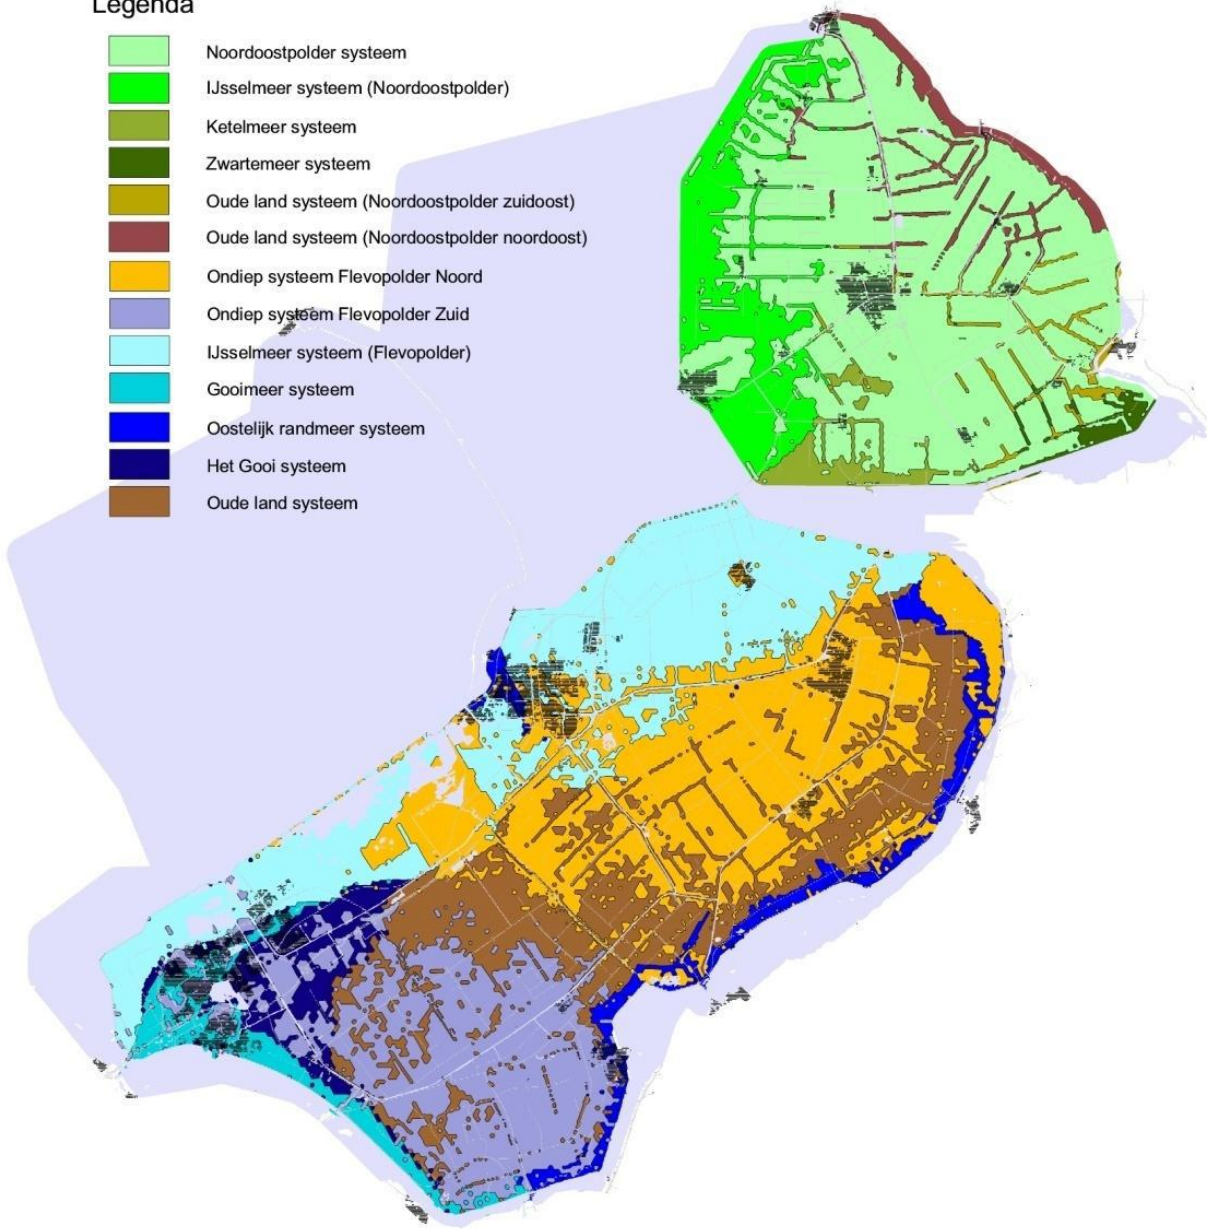 Legenda
Noordoostpolder systeem
IJsselmeer systeem (Noordoostpolder)
Ketelmeer systeem
Zwartemeer systeem
Oude land systeem (Noordoostpolder zuidoost)
Oude land systeem (Noordoostpolder noordoost)
Ondiep systeem Flevopolder Noord
Ondiep systeem Flevopolder Zuid
IJsselmeer systeem (Flevopolder)
Gooimeer systeem
Oostelijk randmeer systeem
Het Gooi systeem
Oude land systeem